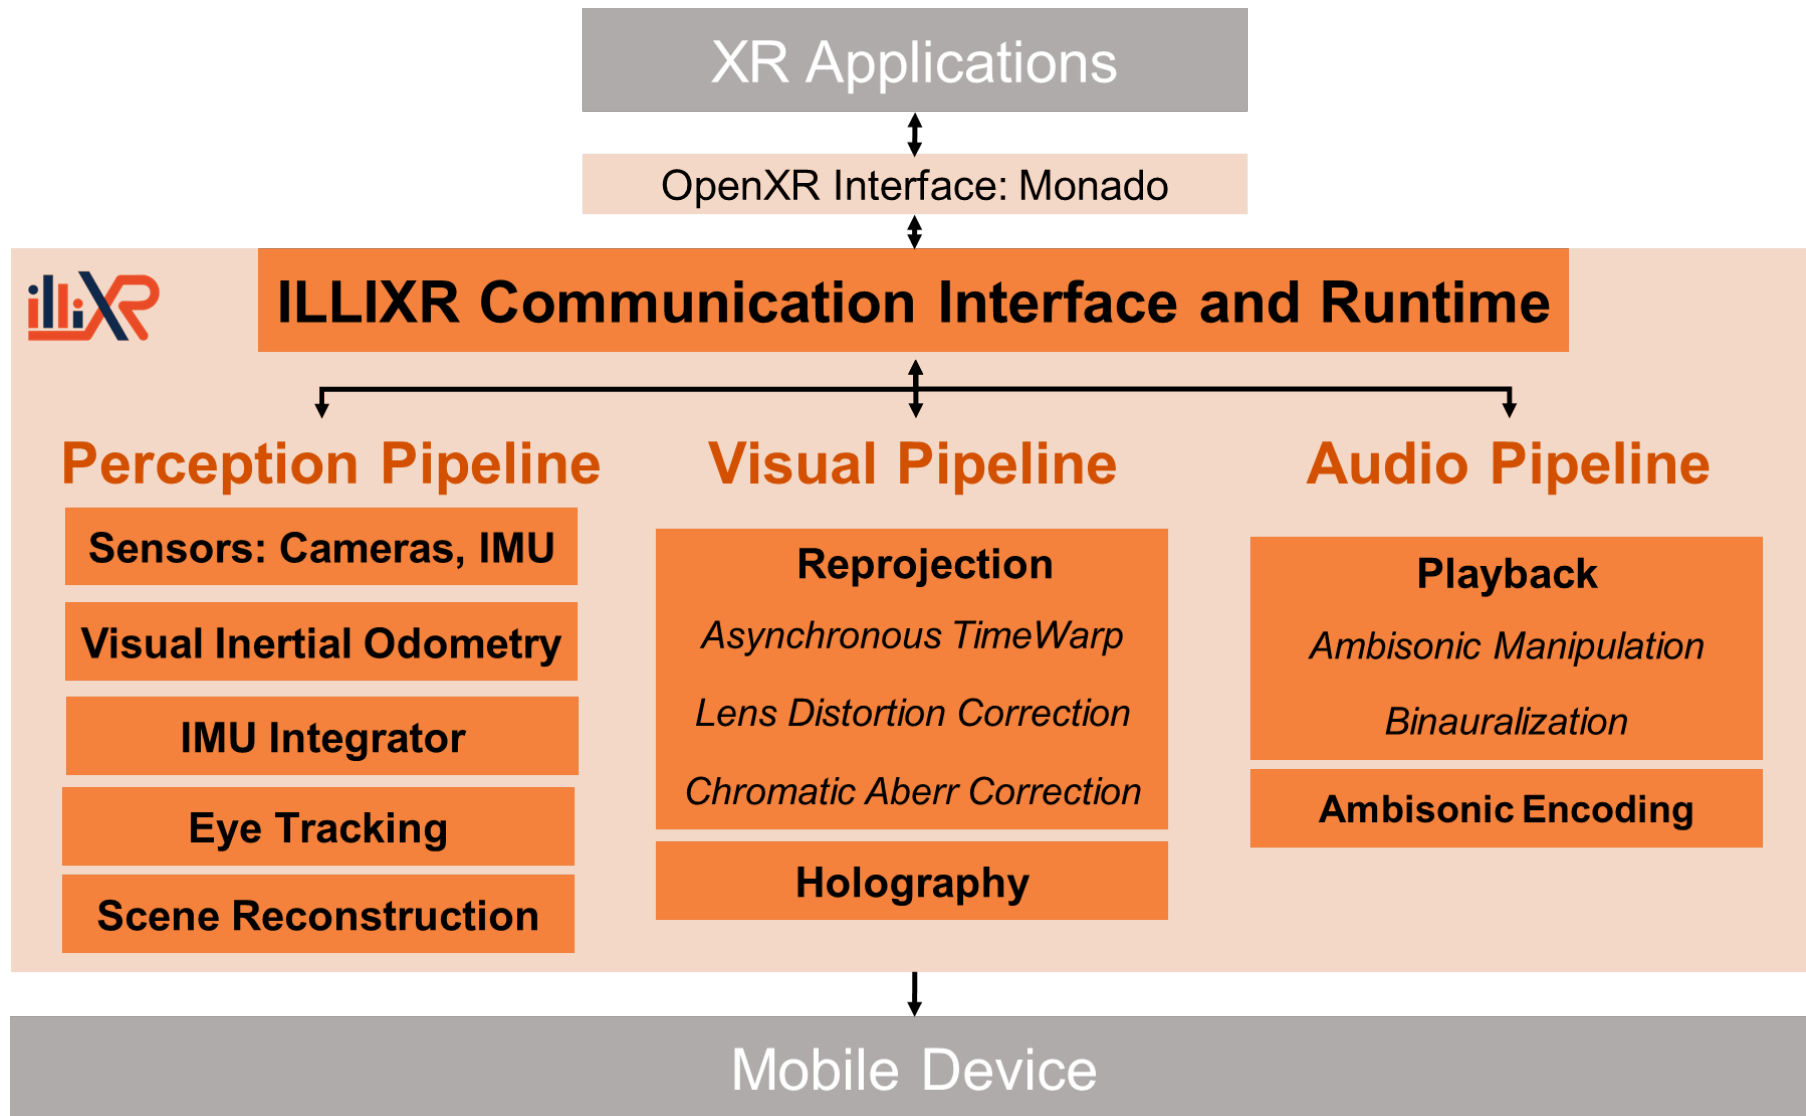 XR Applications
OpenXR Interface: Monado
illiXR
ILLIXR Communication Interface and Runtime
Perception Pipeline
Sensors: Cameras, IMU
Visual Inertial Odometry
IMU Integrator
Eye Tracking
Scene Reconstruction
Visual Pipeline
Reprojection
Asynchronous TimeWarp
Lens Distortion Correction
Chromatic Aberr Correction
Holography
Audio Pipeline
Playback
Ambisonic Manipulation
Binauralization
Ambisonic Encoding
Mobile Device